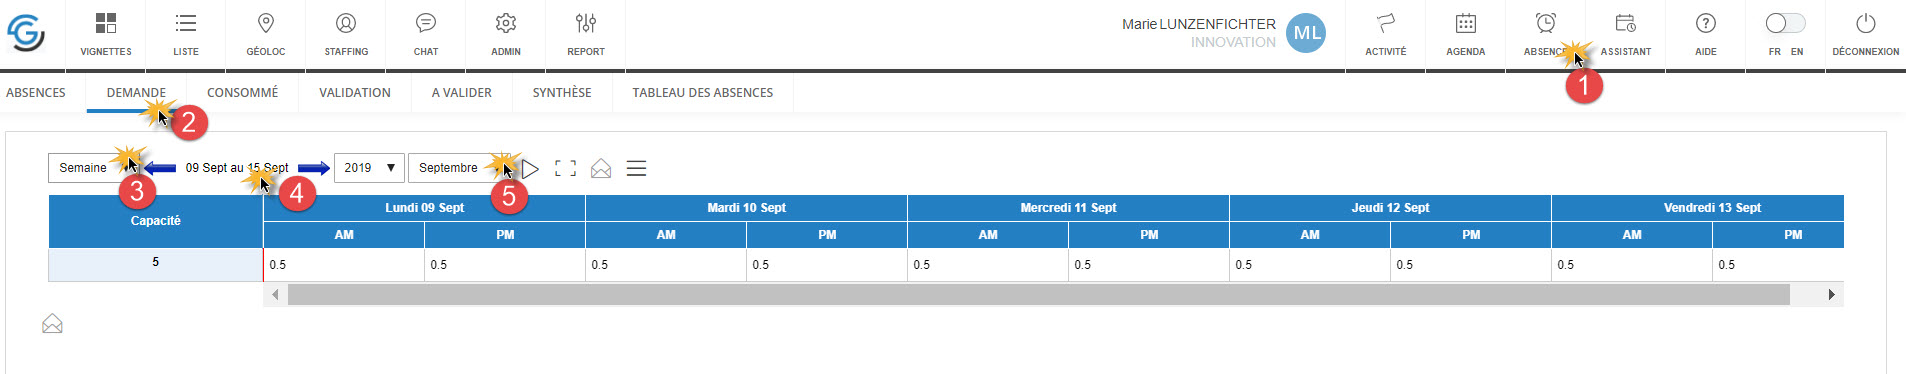 VIGNETTES LISTE GÉOLOC STAFFING CHAT ADMIN REPORT
Marie LUNZENFICHTER
INNOVATION
ML
ACTIVITÉ AGENDA ABSENCE ASSISTANT AIDE FR EN DÉCONNEXION
1
ABSENCES DEMANDE CONSOMMÉ VALIDATION A VALIDER SYNTHÈSE TABLEAU DES ABSENCES
2
Semaine 09 Sept au 15 Sept 2019 Septembre
3 4 5
Capacité Lundi 09 Sept Mardi 10 Sept Mercredi 11 Sept Jeudi 12 Sept Vendredi 13 Sept
AM PM AM PM AM PM AM PM AM PM
5 0.5 0.5 0.5 0.5 0.5 0.5 0.5 0.5 0.5 0.5